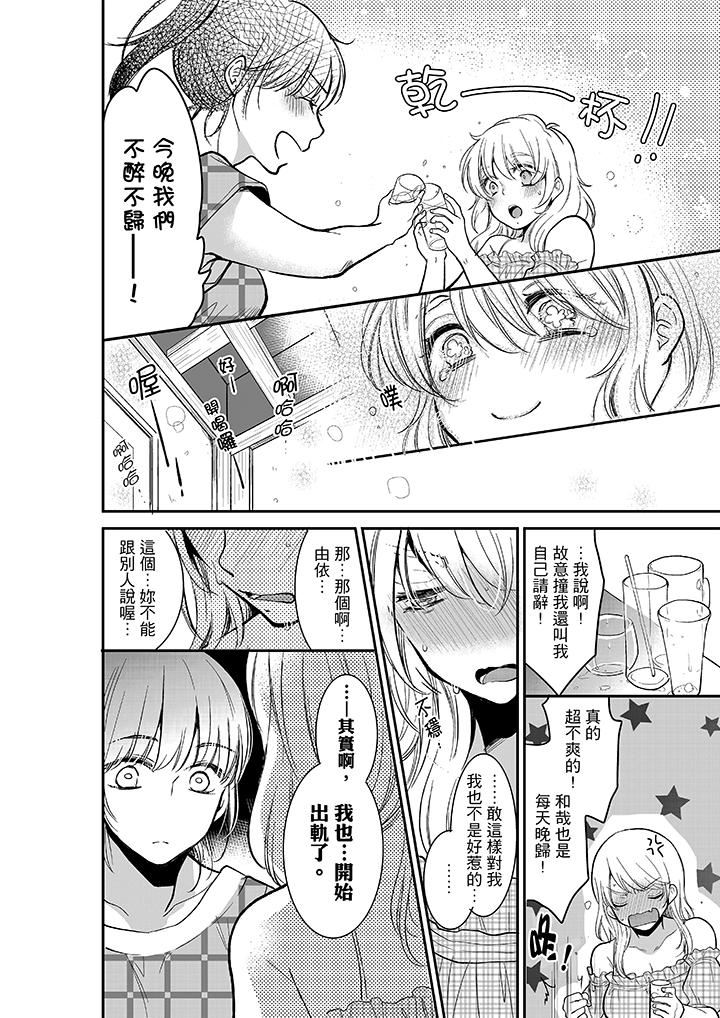 乾——杯!!
今晚我們
不醉不歸
——!
噗
啊哈哈
好—
開喝囉
喔
啊哈哈
…我說啊!
故意撞我還叫我
自己請辭!
真的
超不爽的!
和哉也是
每天晚歸!
呸!
……敢這樣對我
我也不是好惹的…
不穩…
那…那個啊…
由依…
這個…妳不能
跟別人說喔…
…—其實啊,
我也…開始
出軌了。